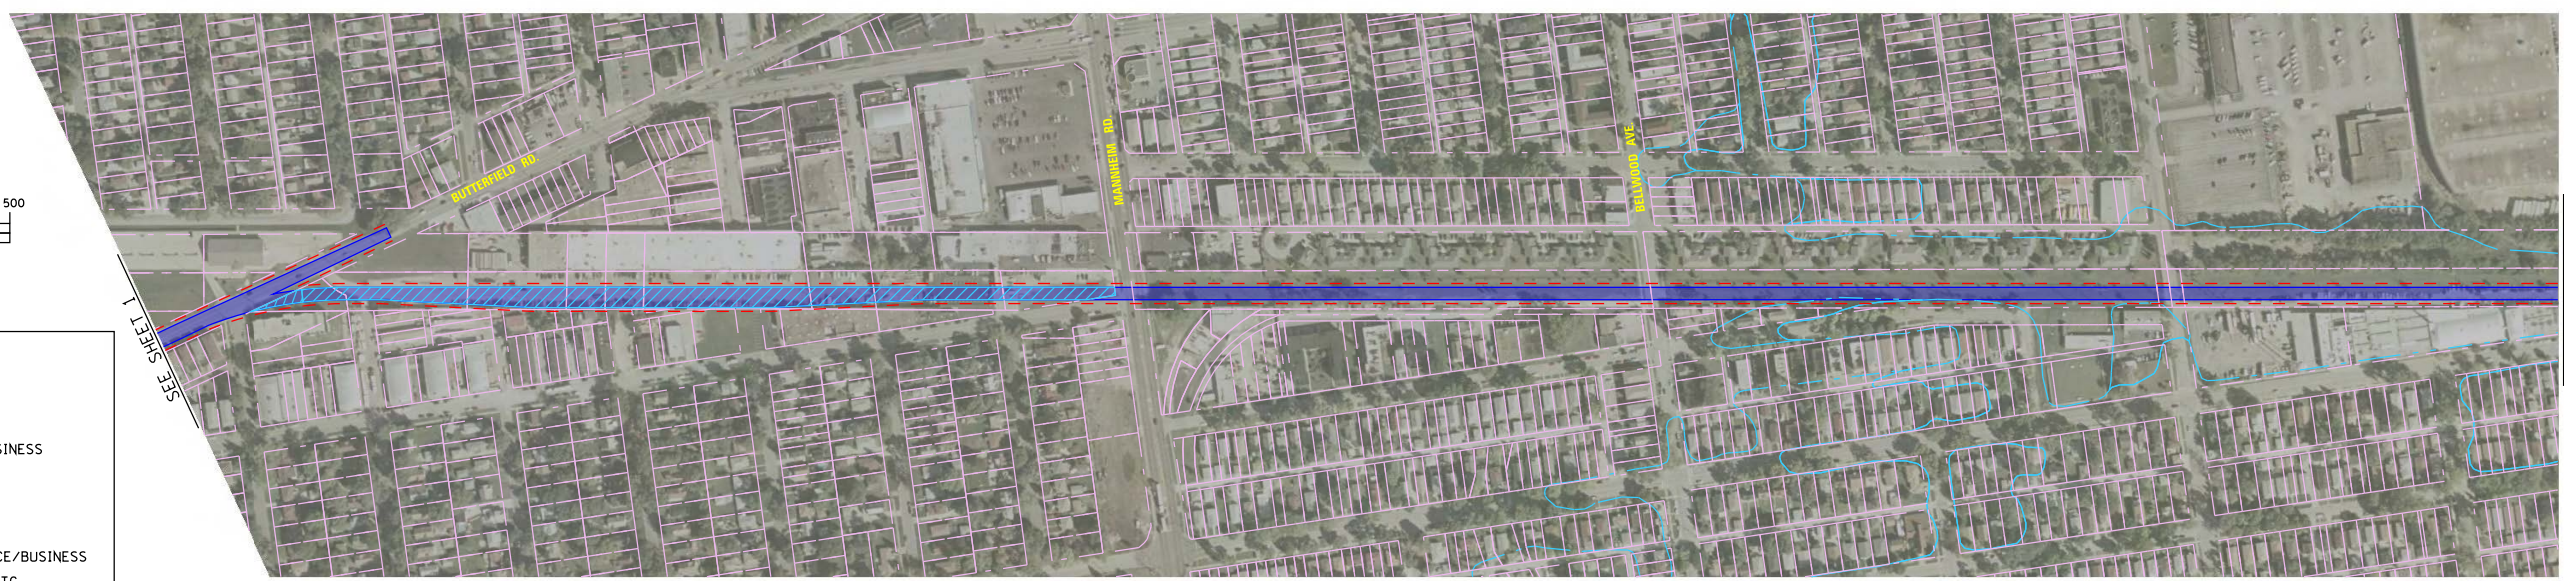 BUTTERFIELD RD.
MANNHEIM RD.
BELLWOOD AVE.
500
SEE SHEET 1
SINESS
CE/BUSINESS